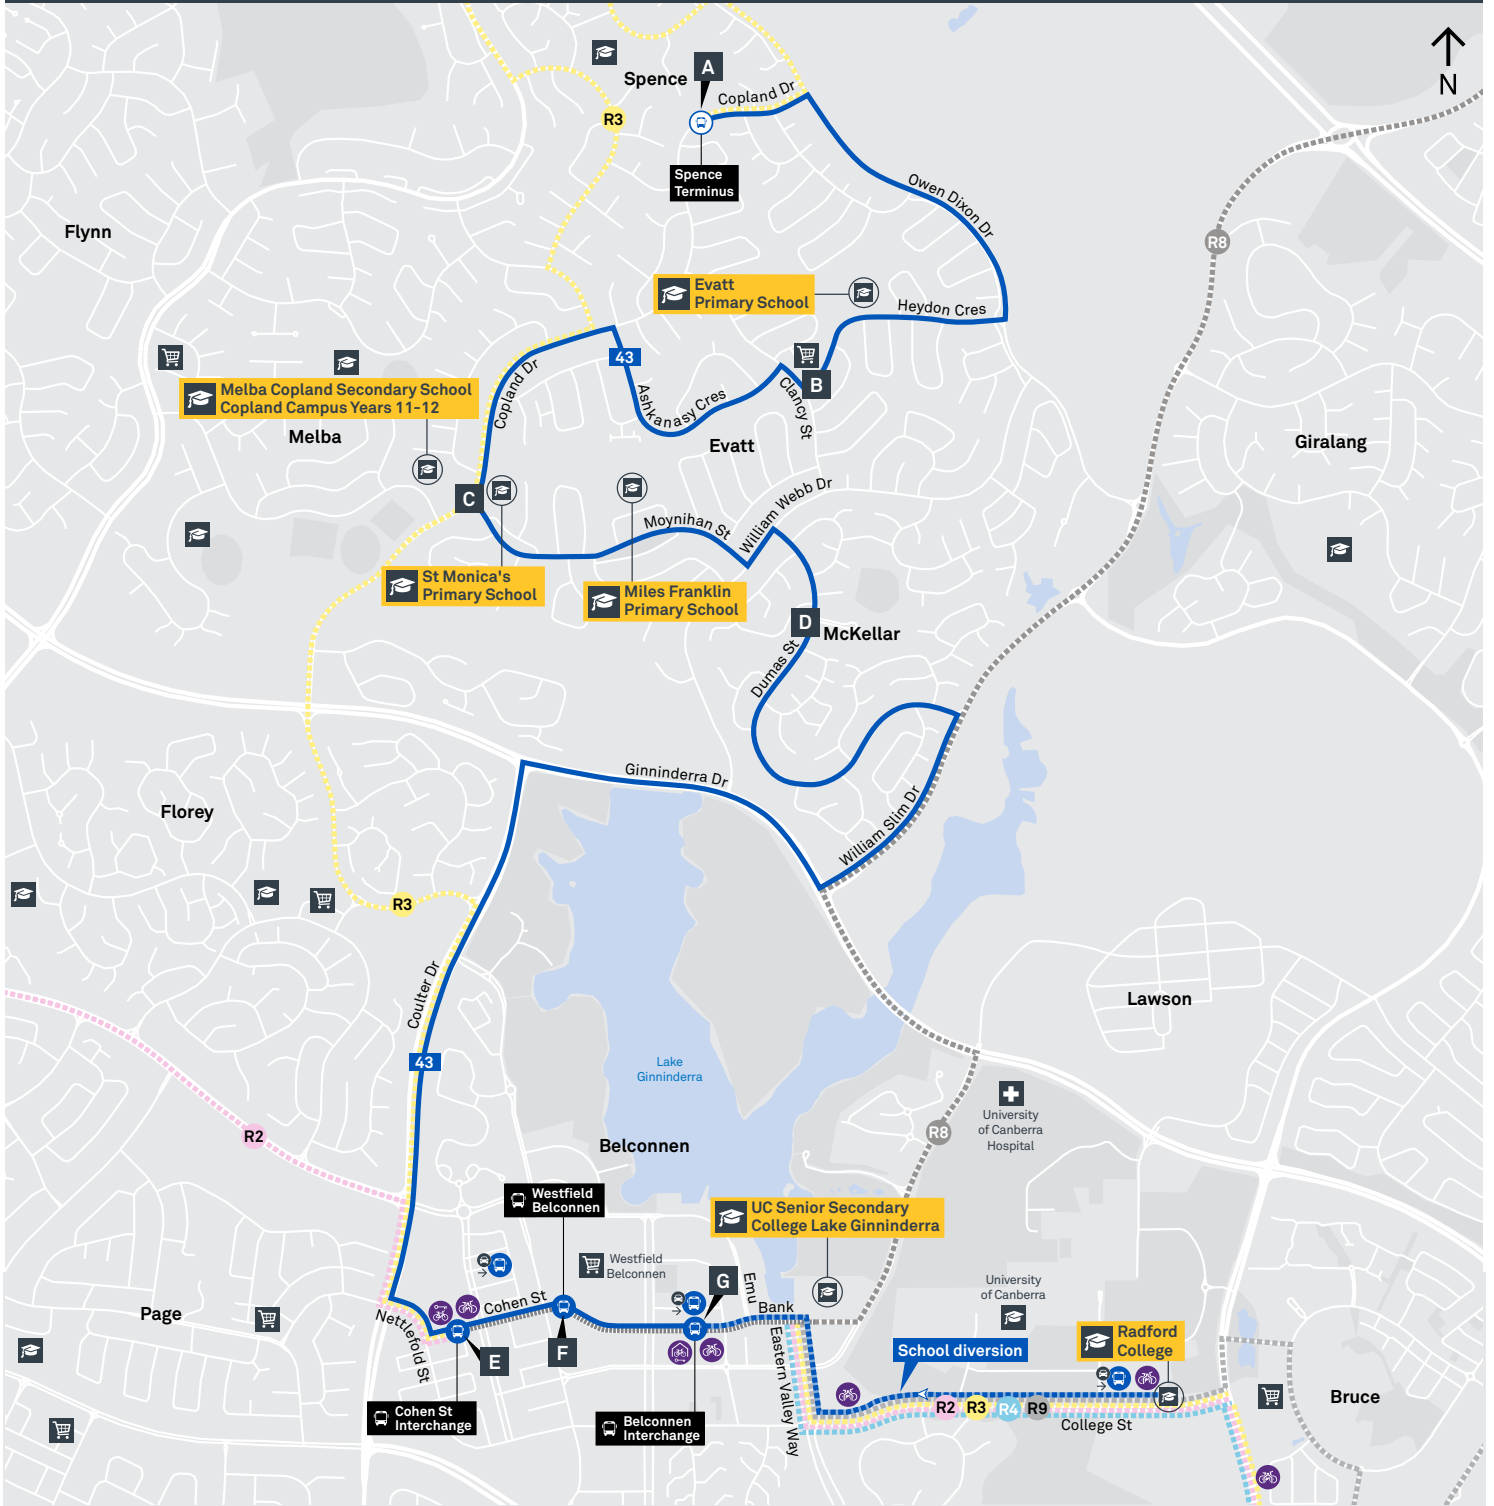 N
A
Spence
Copland Dr
R3
Spence
Terminus
Owen Dixon Dr
Flynn
R8
Evatt
Primary School
Heydon Cres
43
B
Melba Copland Secondary School
Copland Campus Years 11-12
Copland Dr
Ashkanasy Cres
Clancy St
Melba
Evatt
Giralang
C
William Webb Dr
Moynihan St
St Monica's
Primary School
Miles Franklin
Primary School
D
McKellar
Dumas St
Ginninderra Dr
Florey
William Slim Dr
R3
Coulter Dr
Lawson
43
Lake
Ginninderra
R2
R8
University
of Canberra
Hospital
Belconnen
Westfield
Belconnen
UC Senior Secondary
College Lake Ginninderra
Westfield
Belconnen
G
Emu
Bank
University
of Canberra
Page
Nettlefold St
Cohen St
E
F
Eastern Valley Way
School diversion
Radford
College
Cohen St
Interchange
Belconnen
Interchange
R2
R3
R4
R9
College St
Bruce